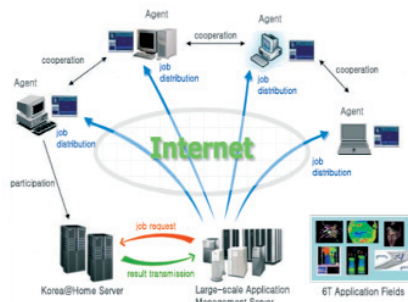 Agent
cooperation
Agent
cooperation
job
distribution
job
distribution
cooperation
Agent
Agent
job
distribution
Internet
job
distribution
participation
job request
result transmission
Korea@Home Server
Large-scale Application
Management Server
6T Application Fields